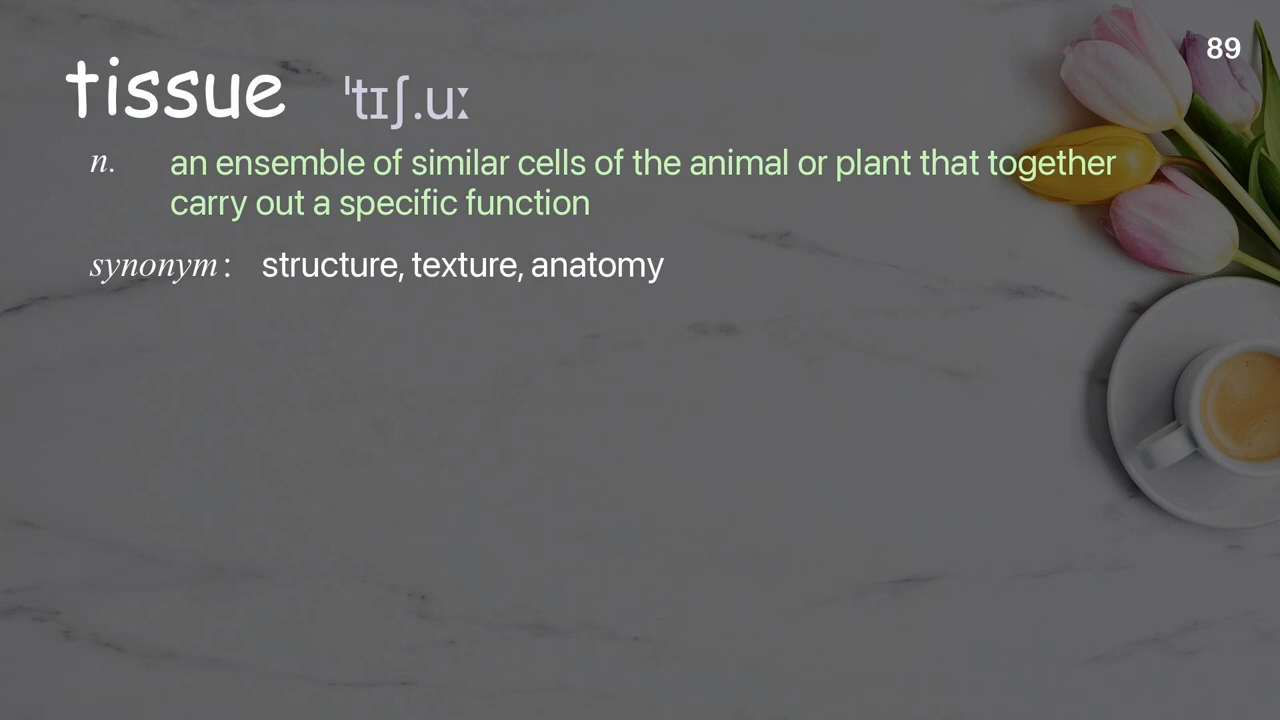 89
tissue ˈtɪʃ.uː
n. an ensemble of similar cells of the animal or plant that together
carry out a specific function
synonym : structure, texture, anatomy